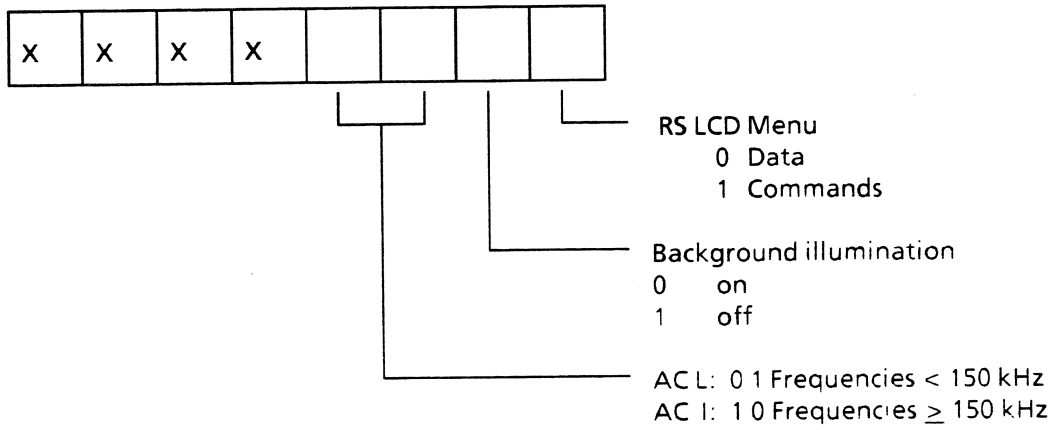 x x x x
RS LCD Menu
0 Data
1 Commands
Background illumination
0 on
1 off
AC L: 0 1 Frequencies < 150 kHz
AC I: 1 0 Frequencies ≥ 150 kHz